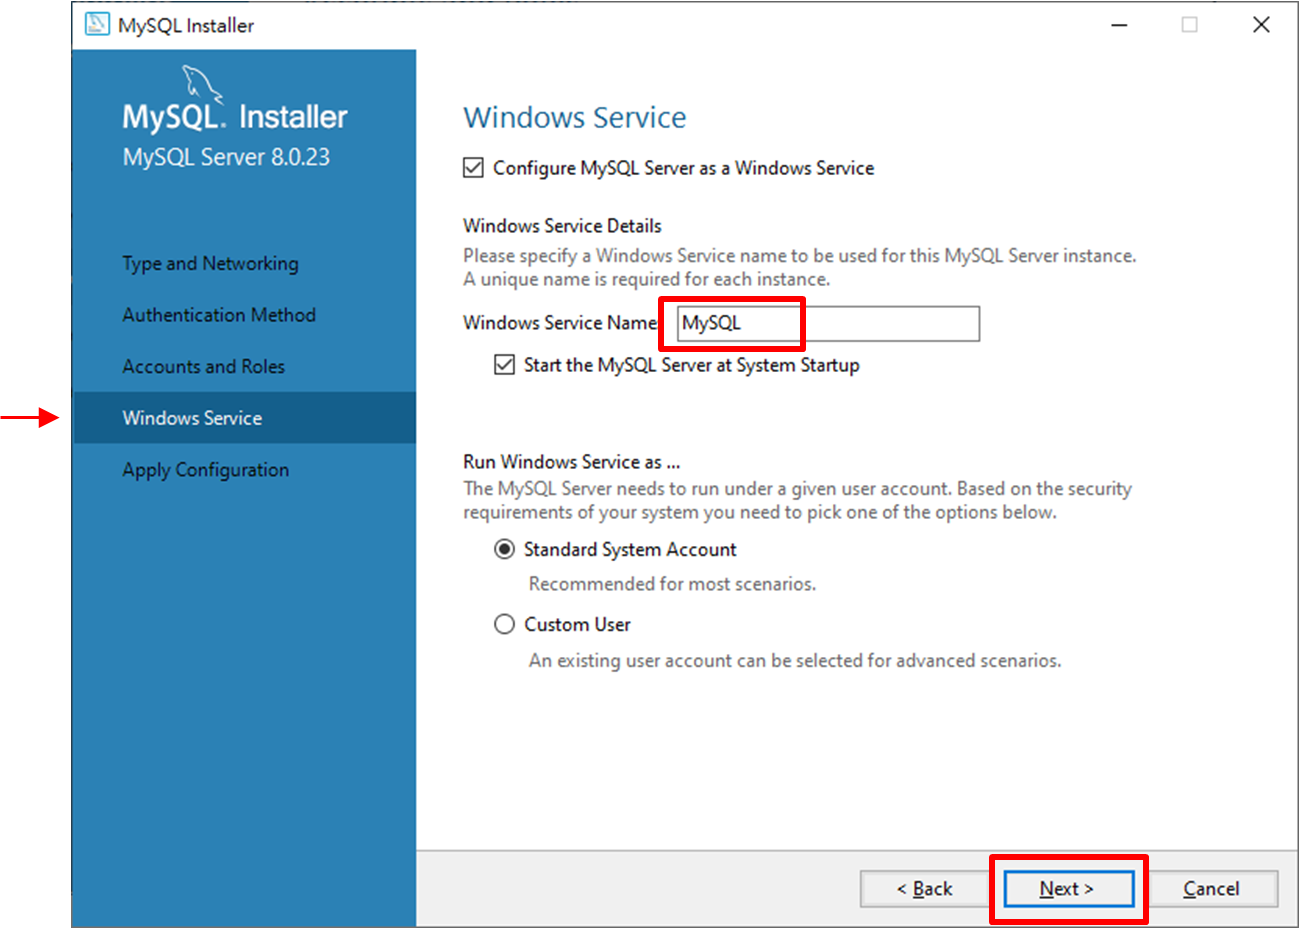 MySQL Installer
MySQL. Installer
MySQL Server 8.0.23
Type and Networking
Authentication Method
Accounts and Roles
Windows Service
Apply Configuration
Windows Service
Configure MySQL Server as a Windows Service
Windows Service Details
Please specify a Windows Service name to be used for this MySQL Server instance.
A unique name is required for each instance.
Windows Service Name: MySQL
Start the MySQL Server at System Startup
Run Windows Service as ...
The MySQL Server needs to run under a given user account. Based on the security
requirements of your system you need to pick one of the options below.
Standard System Account
Recommended for most scenarios.
Custom User
An existing user account can be selected for advanced scenarios.
< Back Next > Cancel